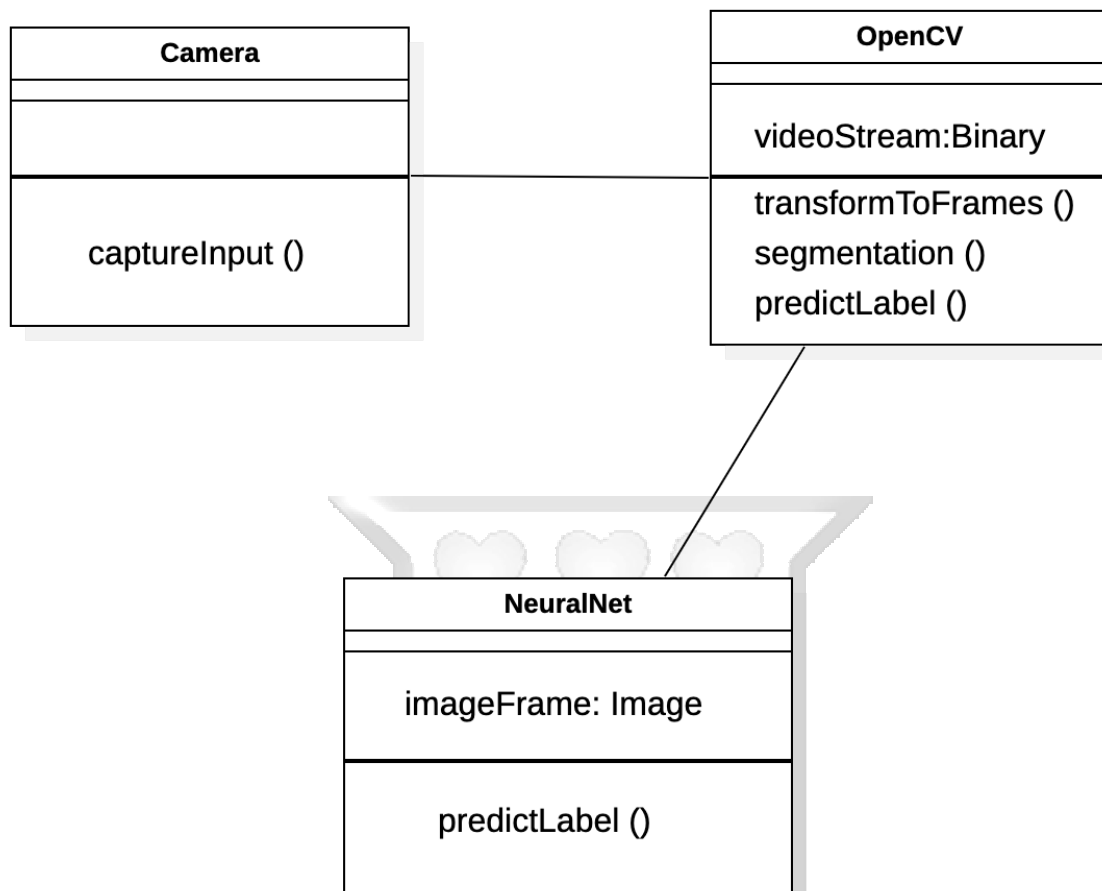 Camera
captureInput ()
OpenCV
videoStream:Binary
transformToFrames ()
segmentation ()
predictLabel ()
NeuralNet
imageFrame: Image
predictLabel ()